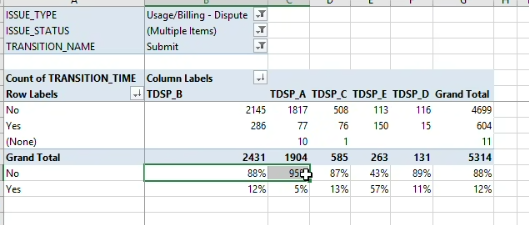 A B C D E F G
ISSUE_TYPE Usage/Billing - Dispute
ISSUE_STATUS (Multiple Items)
TRANSITION_NAME Submit
Count of TRANSITION_TIME Column Labels
Row Labels TDSP_B TDSP_A TDSP_C TDSP_E TDSP_D Grand Total
No 2145 1817 508 113 116 4699
Yes 286 77 76 150 15 604
(None) 10 1 11
Grand Total 2431 1904 585 263 131 5314
No 88% 87% 43% 89% 88%
Yes 12% 5% 13% 57% 11% 12%